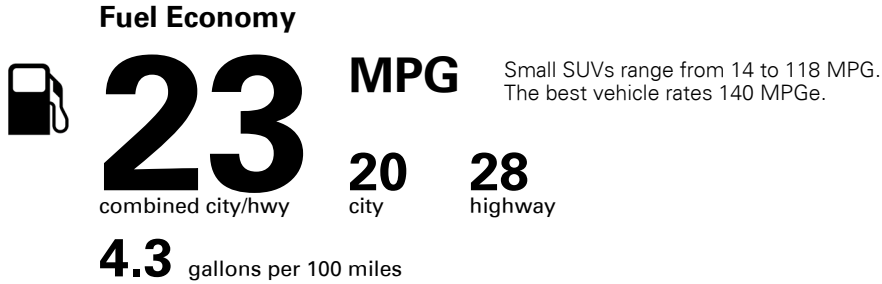 Fuel Economy
23
MPG
Small SUVs range from 14 to 118 MPG.
The best vehicle rates 140 MPGe.
combined city/hwy
20
city
28
highway
4.3 gallons per 100 miles